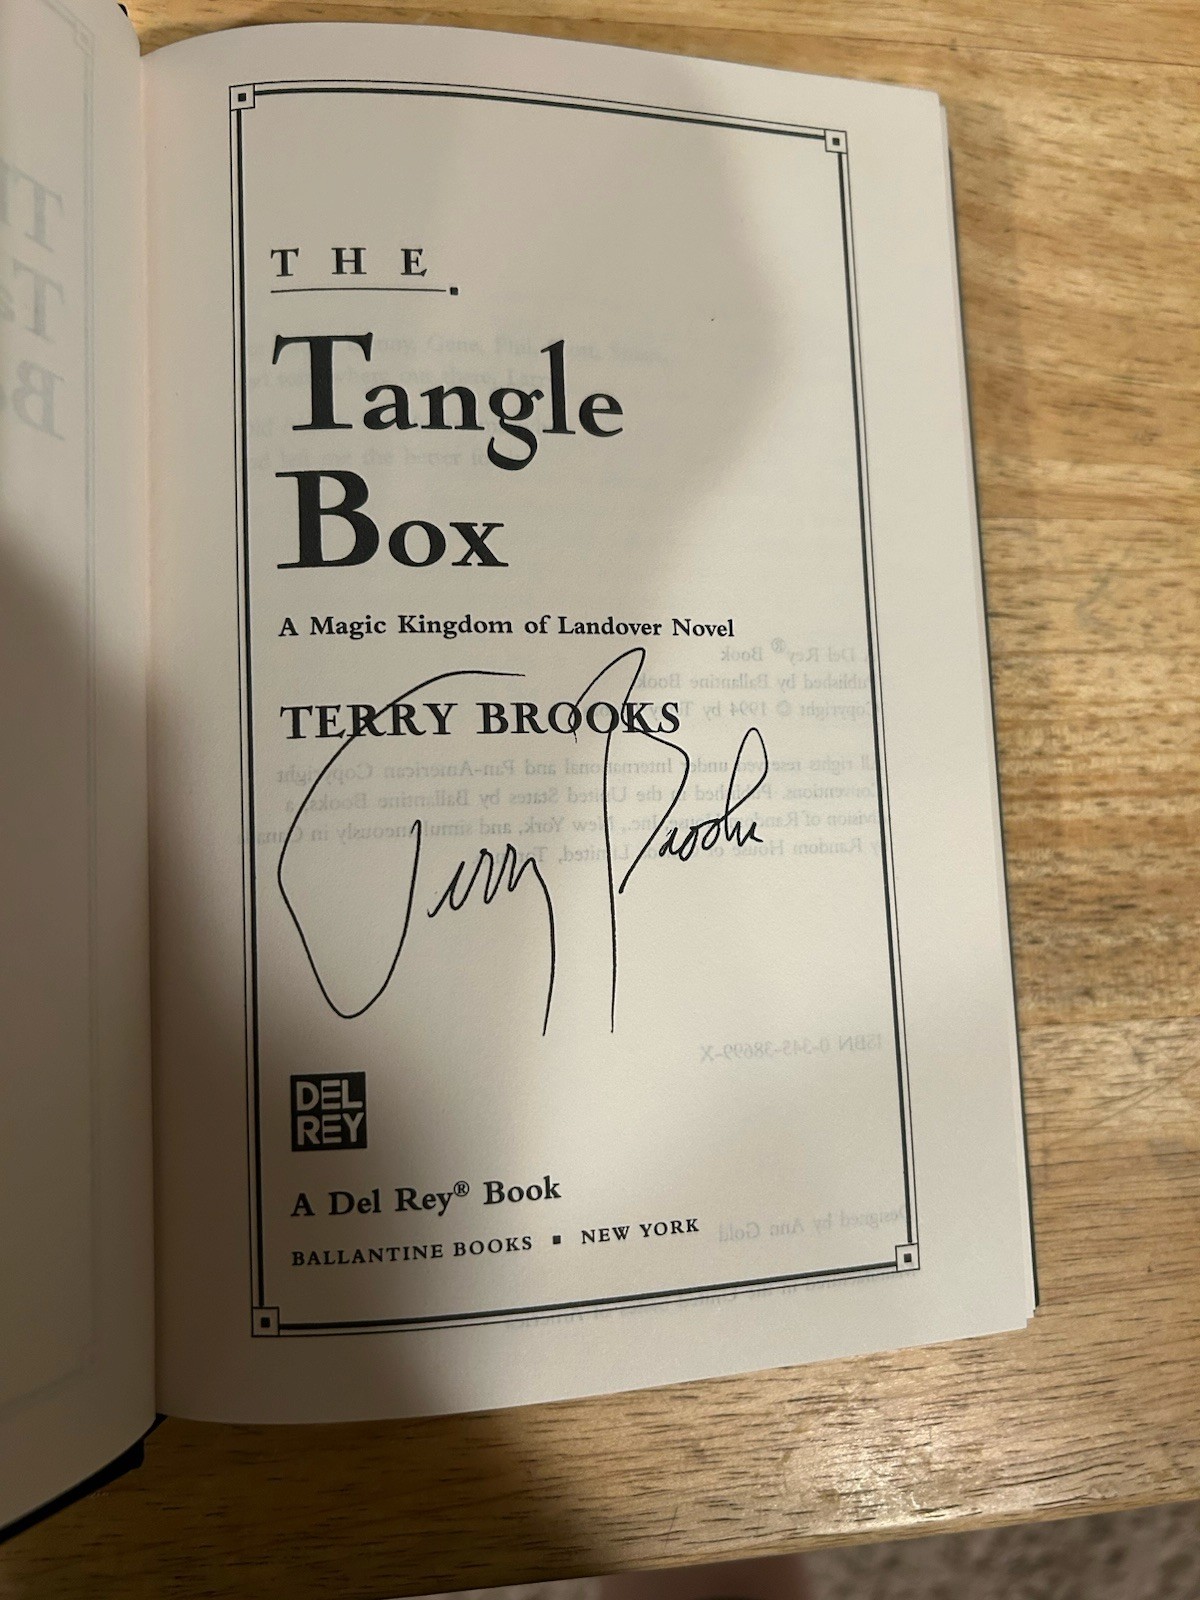 THE
Tangle
Box
A Magic Kingdom of Landover Novel
TERRY BROOKS
Terry Brooks
DEL
REY
A Del Rey® Book
BALLANTINE BOOKS ▪ NEW YORK